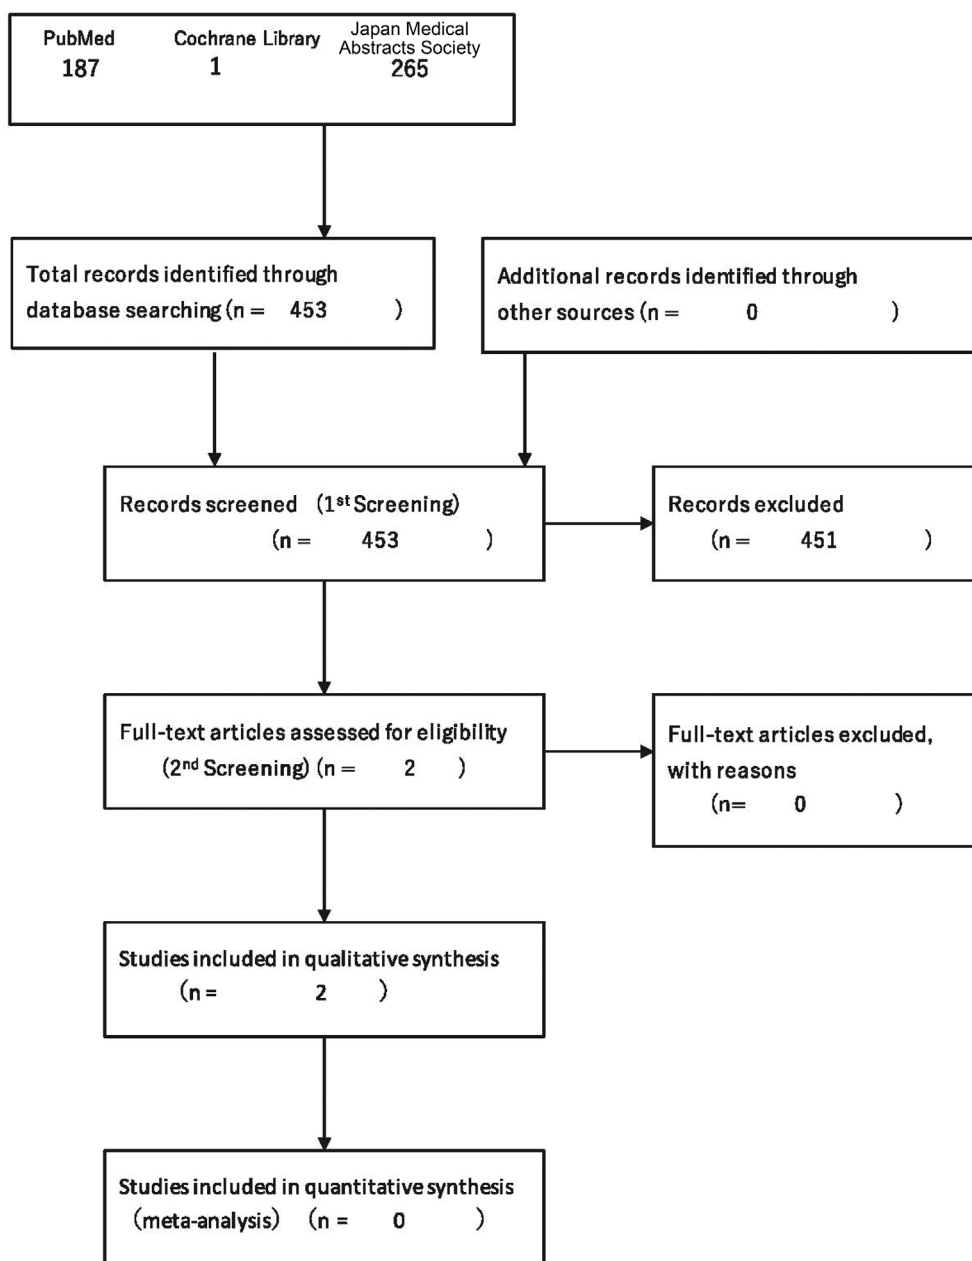 PubMed Cochrane Library Japan Medical
Abstracts Society
187 1 265
Total records identified through
database searching (n = 453 )
Additional records identified through
other sources (n = 0 )
Records screened (1st Screening)
(n = 453 )
Records excluded
(n = 451 )
Full-text articles assessed for eligibility
(2nd Screening) (n = 2 )
Full-text articles excluded,
with reasons
(n= 0 )
Studies included in qualitative synthesis
(n = 2 )
Studies included in quantitative synthesis
(meta-analysis) (n = 0 )